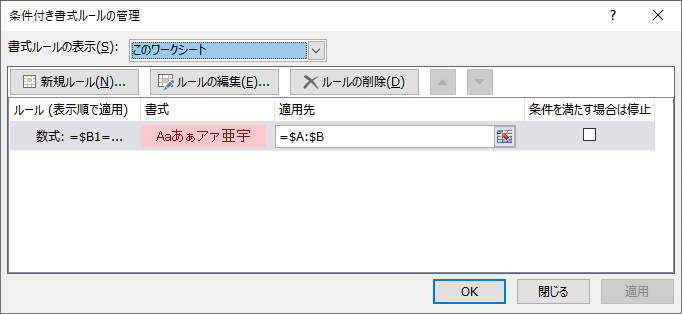 条件付き書式ルールの管理 ? ×
書式ルールの表示(S): このワークシート
新規ルール(N)... ルールの編集(E)... ルールの削除(D)
ルール (表示順で適用) 書式 適用先 条件を満たす場合は停止
数式: =$B1=... Aaあぁアァ亜宇 =$A:$B
OK 閉じる 適用